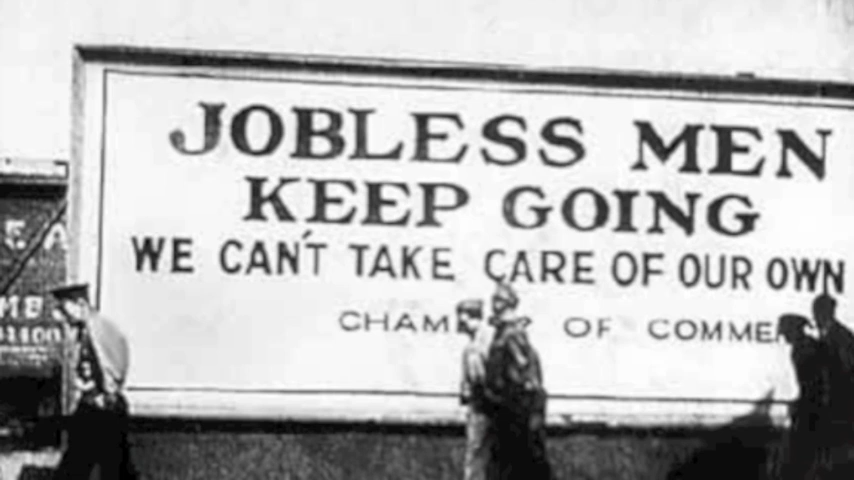 JOBLESS MEN
KEEP GOING
WE CAN'T TAKE CARE OF OUR OWN
OF